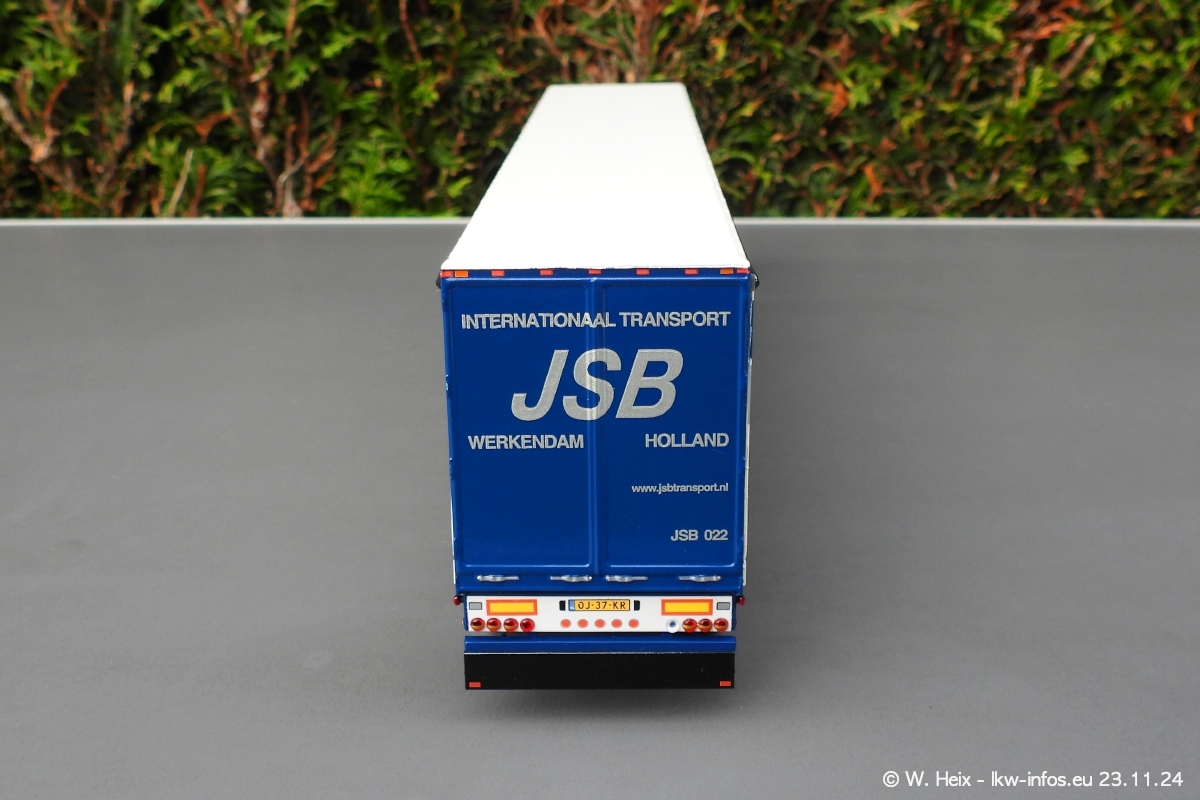 INTERNATIONAAL TRANSPORT
JSB
WERKENDAM HOLLAND
www.jsbtransport.nl
JSB 022
OJ-37-KR
© W. Heix - lkw-infos.eu 23.11.24